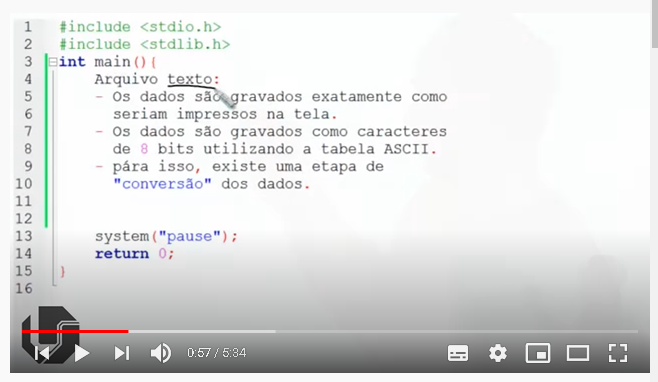 1 #include <stdio.h>
2 #include <stdlib.h>
3 int main(){
4 Arquivo texto:
5 - Os dados são gravados exatamente como
6 seriam impressos na tela.
7 - Os dados são gravados como caracteres
8 de 8 bits utilizando a tabela ASCII.
9 - pára isso, existe uma etapa de
10 "conversão" dos dados.
11
12
13 system("pause");
14 return 0;
15 }
16
0:57 / 5:34